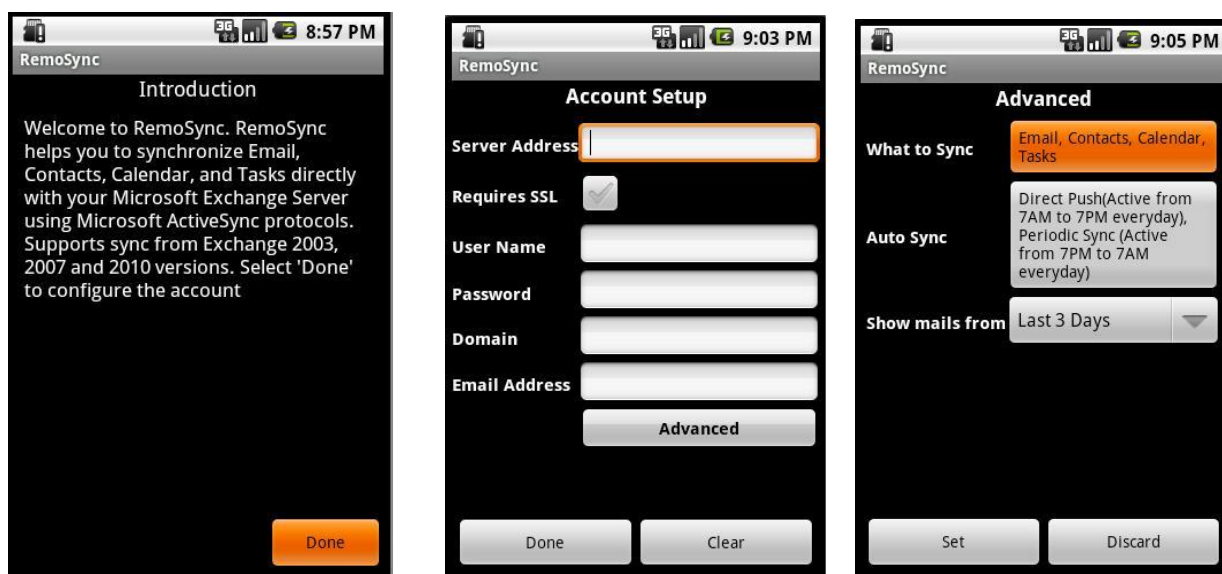 3G 8:57 PM
RemoSync
Introduction
Welcome to RemoSync. RemoSync
helps you to synchronize Email,
Contacts, Calendar, and Tasks directly
with your Microsoft Exchange Server
using Microsoft ActiveSync protocols.
Supports sync from Exchange 2003,
2007 and 2010 versions. Select 'Done'
to configure the account
Done
3G 9:03 PM
RemoSync
Account Setup
Server Address
Requires SSL
User Name
Password
Domain
Email Address
Advanced
Done Clear
3G 9:05 PM
RemoSync
Advanced
What to Sync
Email, Contacts, Calendar,
Tasks
Auto Sync
Direct Push(Active from
7AM to 7PM everyday),
Periodic Sync (Active
from 7PM to 7AM
everyday)
Show mails from Last 3 Days
Set Discard